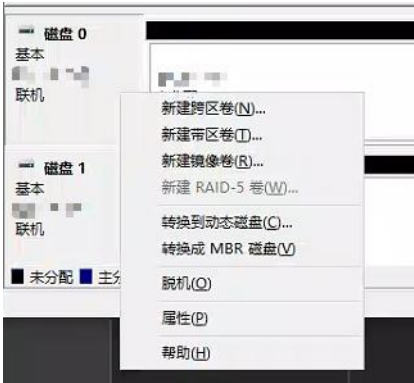 磁盘 0
基本
联机
新建跨区卷(N)...
新建带区卷(T)...
新建镜像卷(R)...
新建 RAID-5 卷(W)...
转换到动态磁盘(C)...
转换成 MBR 磁盘(V)
脱机(O)
属性(P)
帮助(H)
磁盘 1
基本
联机
未分配 主分